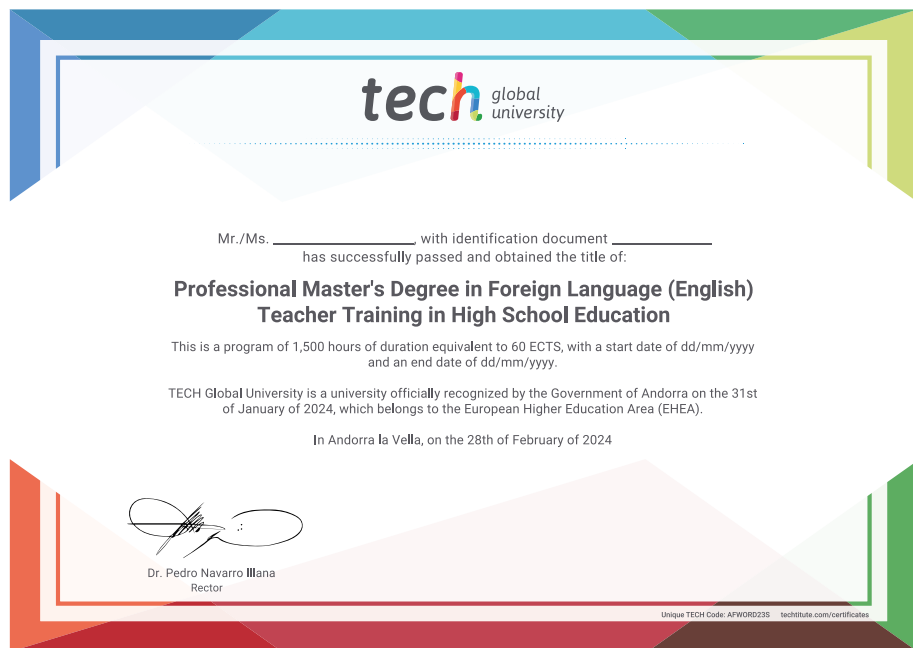 tech global university
Mr./Ms. ____________________, with identification document ______________
has successfully passed and obtained the title of:
Professional Master's Degree in Foreign Language (English)
Teacher Training in High School Education
This is a program of 1,500 hours of duration equivalent to 60 ECTS, with a start date of dd/mm/yyyy
and an end date of dd/mm/yyyy.
TECH Global University is a university officially recognized by the Government of Andorra on the 31st
of January of 2024, which belongs to the European Higher Education Area (EHEA).
In Andorra la Vella, on the 28th of February of 2024
Dr. Pedro Navarro Illana
Rector
Unique TECH Code: AFWORD23S techtitute.com/certificates